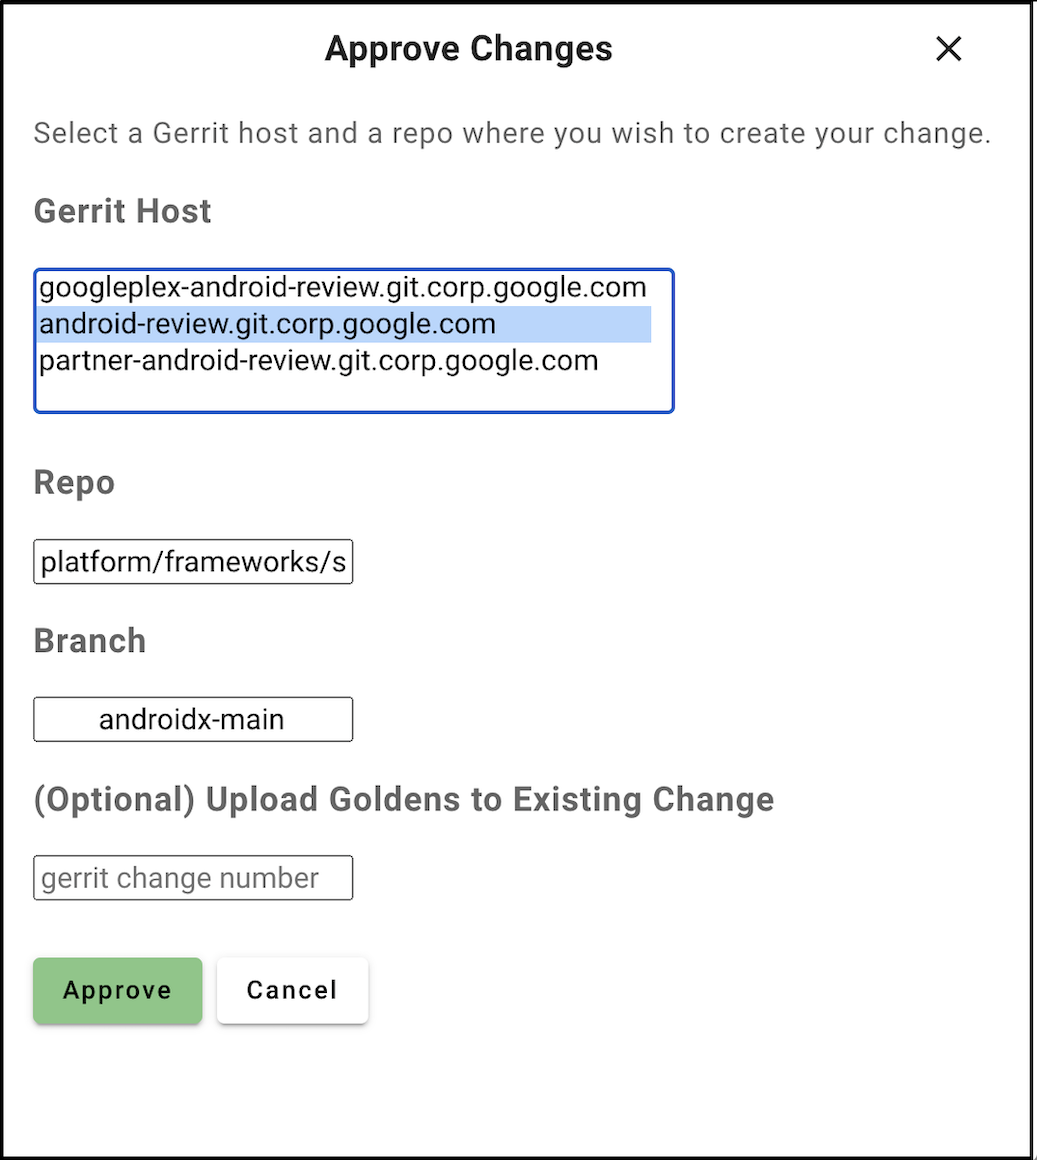 Approve Changes
Select a Gerrit host and a repo where you wish to create your change.
Gerrit Host
googleplex-android-review.git.corp.google.com
android-review.git.corp.google.com
partner-android-review.git.corp.google.com
Repo
platform/frameworks/s
Branch
androidx-main
(Optional) Upload Goldens to Existing Change
gerrit change number
Approve Cancel